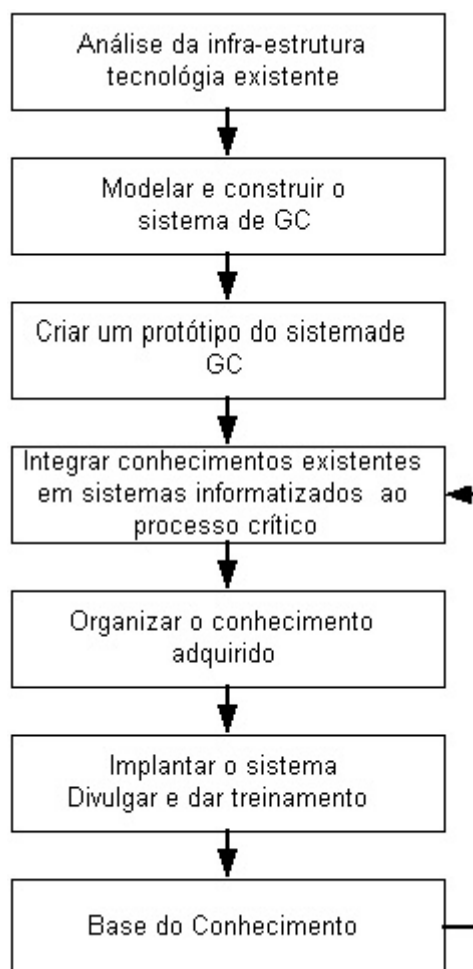 Análise da infra-estrutura
tecnológia existente
Modelar e construir o
sistema de GC
Criar um protótipo do sistemade
GC
Integrar conhecimentos existentes
em sistemas informatizados ao
processo crítico
Organizar o conhecimento
adquirido
Implantar o sistema
Divulgar e dar treinamento
Base do Conhecimento